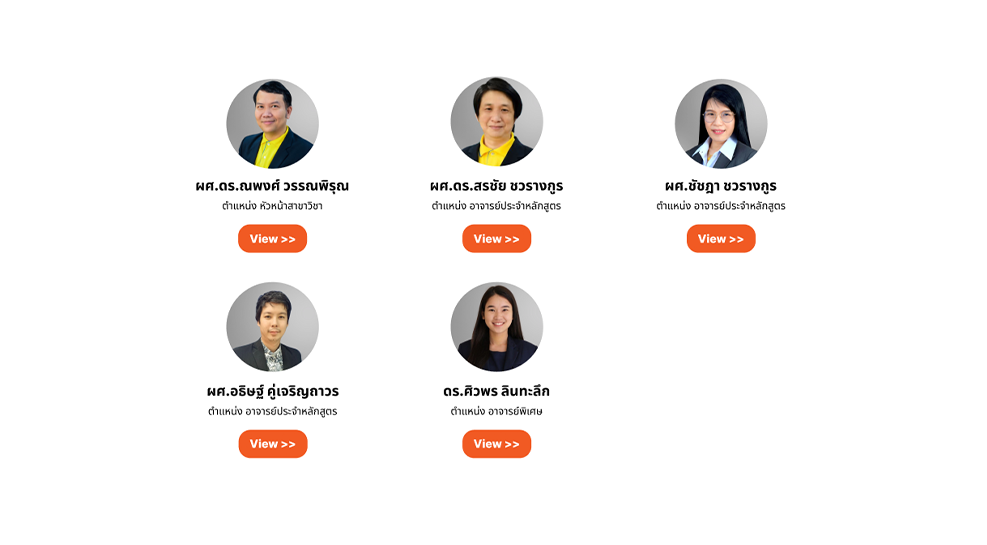 ผศ.ดร.ณพงศ์ วรรณพิรุณ
ตำแหน่ง หัวหน้าสาขาวิชา
View >>
ผศ.ดร.สรชัย ชวรางกูร
ตำแหน่ง อาจารย์ประจำหลักสูตร
View >>
ผศ.ชัชฎา ชวรางกูร
ตำแหน่ง อาจารย์ประจำหลักสูตร
View >>
ผศ.อธิษฐ์ คู่เจริญถาวร
ตำแหน่ง อาจารย์ประจำหลักสูตร
View >>
ดร.ศิวพร ลินทะลึก
ตำแหน่ง อาจารย์พิเศษ
View >>